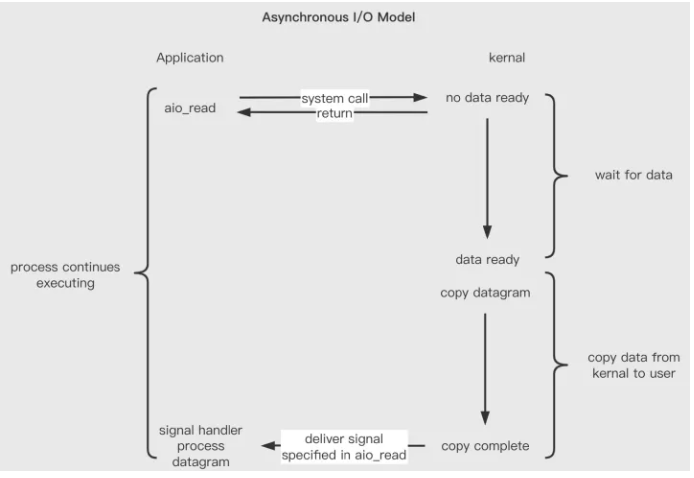 Asynchronous I/O Model
Application
kernal
aio_read
system call
return
no data ready
wait for data
data ready
process continues
executing
copy datagram
copy data from
kernal to user
signal handler
process
datagram
deliver signal
specified in aio_read
copy complete